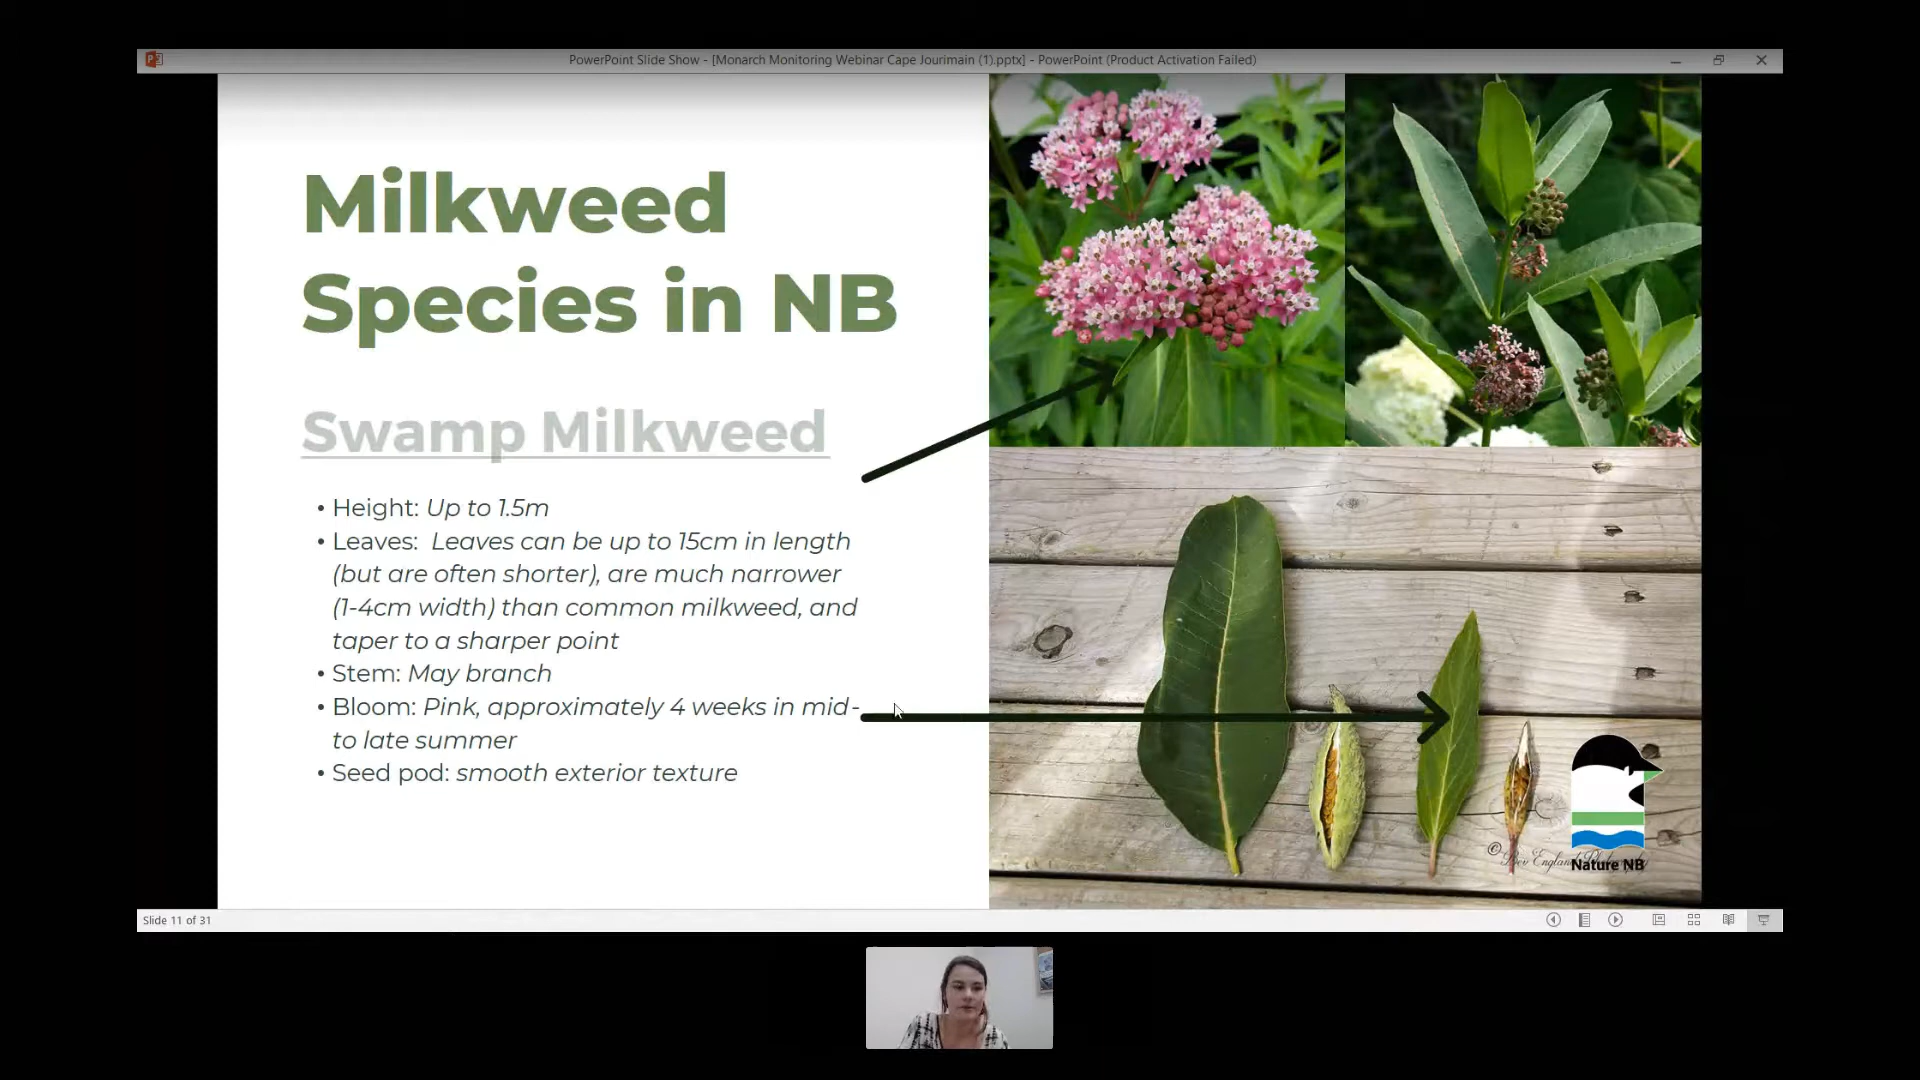 PowerPoint Slide Show - [Monarch Monitoring Webinar Cape Jourimain (1).pptx] - PowerPoint (Product Activation Failed)
Milkweed
Species in NB
Swamp Milkweed
• Height: Up to 1.5m
• Leaves: Leaves can be up to 15cm in length
(but are often shorter), are much narrower
(1-4cm width) than common milkweed, and
taper to a sharper point
• Stem: May branch
• Bloom: Pink, approximately 4 weeks in mid-
to late summer
• Seed pod: smooth exterior texture
© Bev England
Nature NB
Slide 11 of 31